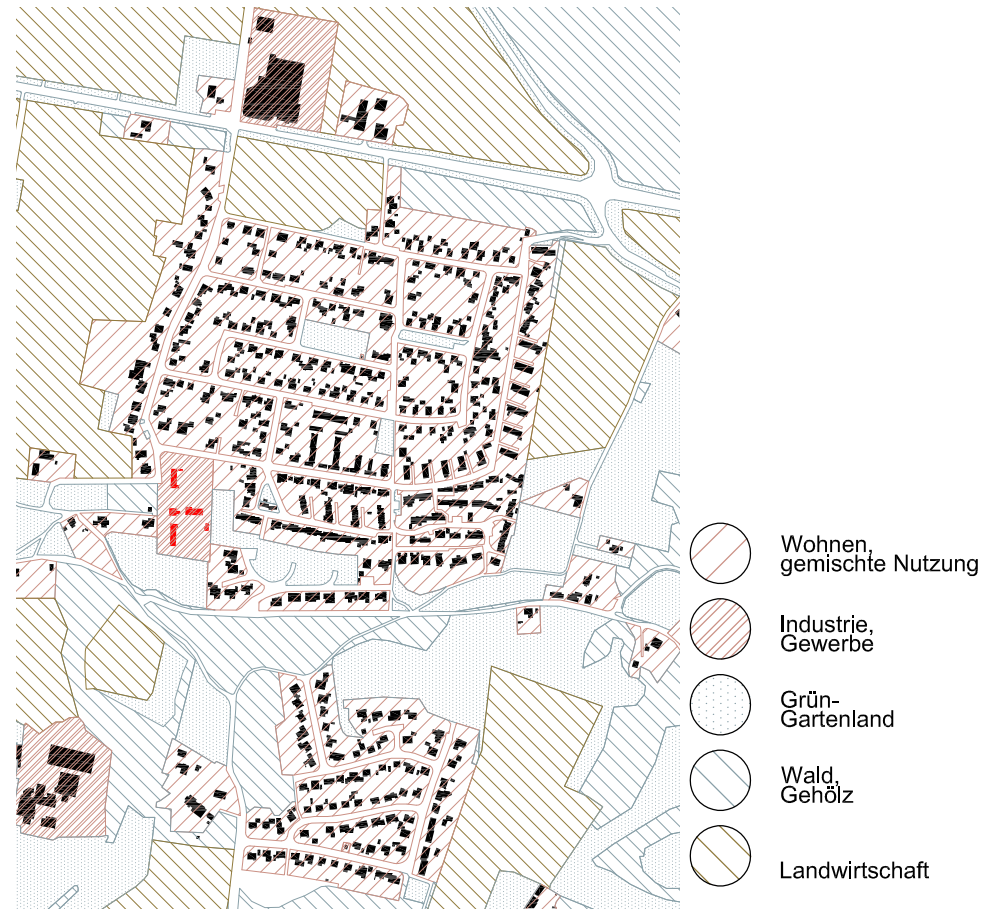 Wohnen,
gemischte Nutzung
Industrie,
Gewerbe
Grün-
Gartenland
Wald,
Gehölz
Landwirtschaft